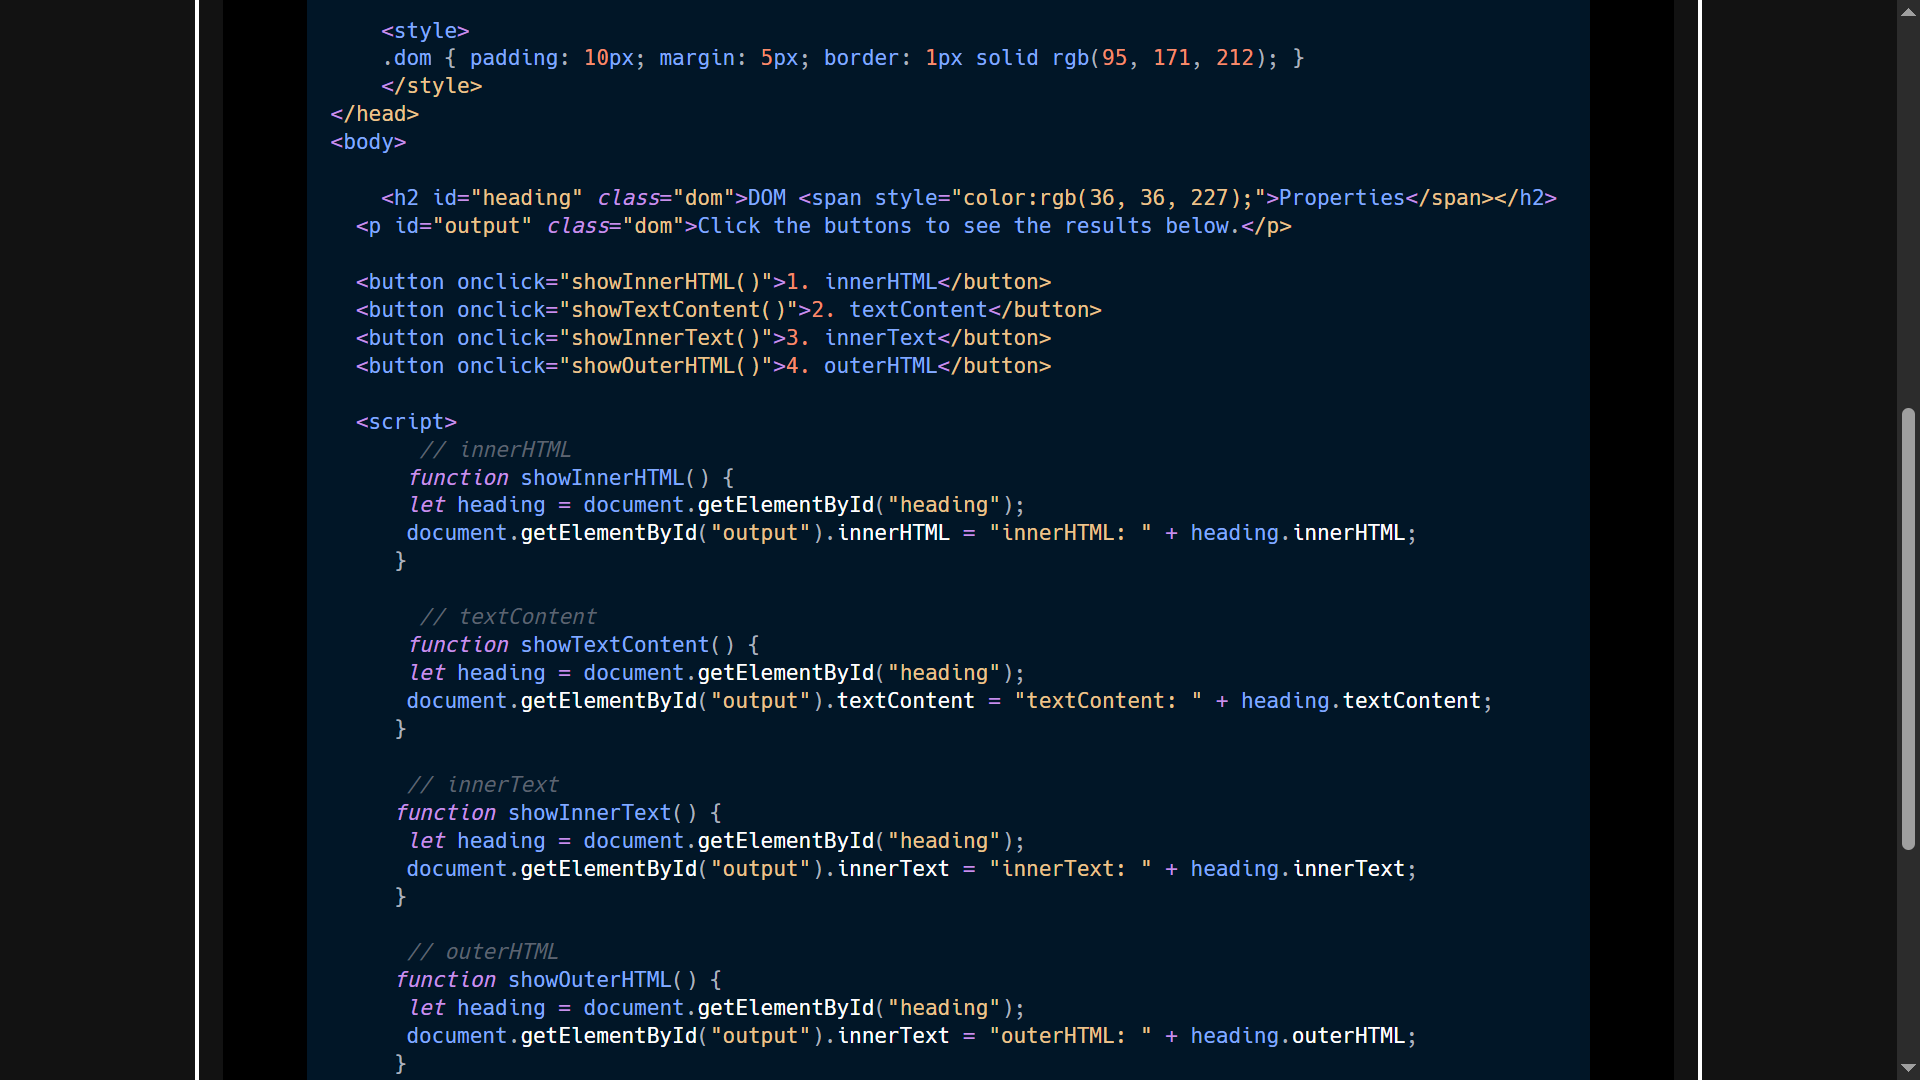 <style>
.dom { padding: 10px; margin: 5px; border: 1px solid rgb(95, 171, 212); }
</style>
</head>
<body>
<h2 id="heading" class="dom">DOM <span style="color:rgb(36, 36, 227);">Properties</span></h2>
<p id="output" class="dom">Click the buttons to see the results below.</p>
<button onclick="showInnerHTML()">1. innerHTML</button>
<button onclick="showTextContent()">2. textContent</button>
<button onclick="showInnerText()">3. innerText</button>
<button onclick="showOuterHTML()">4. outerHTML</button>
<script>
// innerHTML
function showInnerHTML() {
let heading = document.getElementById("heading");
document.getElementById("output").innerHTML = "innerHTML: " + heading.innerHTML;
}
// textContent
function showTextContent() {
let heading = document.getElementById("heading");
document.getElementById("output").textContent = "textContent: " + heading.textContent;
}
// innerText
function showInnerText() {
let heading = document.getElementById("heading");
document.getElementById("output").innerText = "innerText: " + heading.innerText;
}
// outerHTML
function showOuterHTML() {
let heading = document.getElementById("heading");
document.getElementById("output").innerText = "outerHTML: " + heading.outerHTML;
}